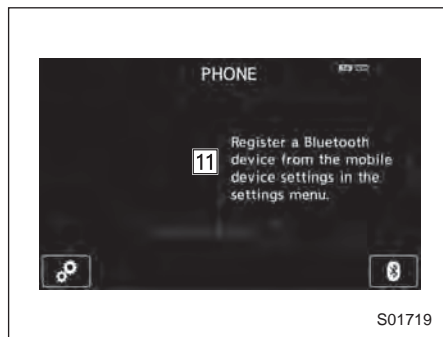 PHONE
11
Register a Bluetooth
device from the mobile
device settings in the
settings menu.
S01719